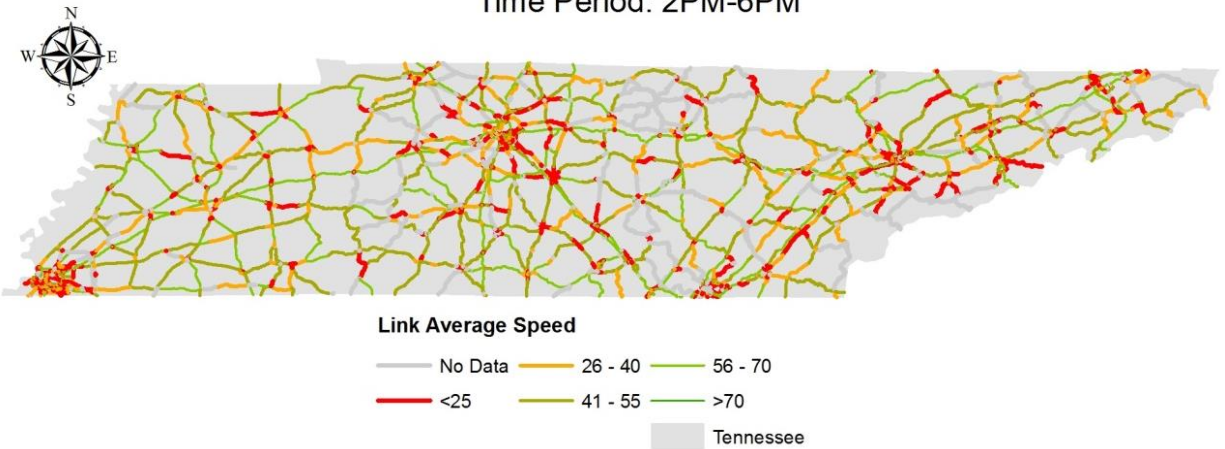 Time Period: 2PM-6PM
N
W E
S
Link Average Speed
No Data 26 - 40 56 - 70
<25 41 - 55 >70
Tennessee